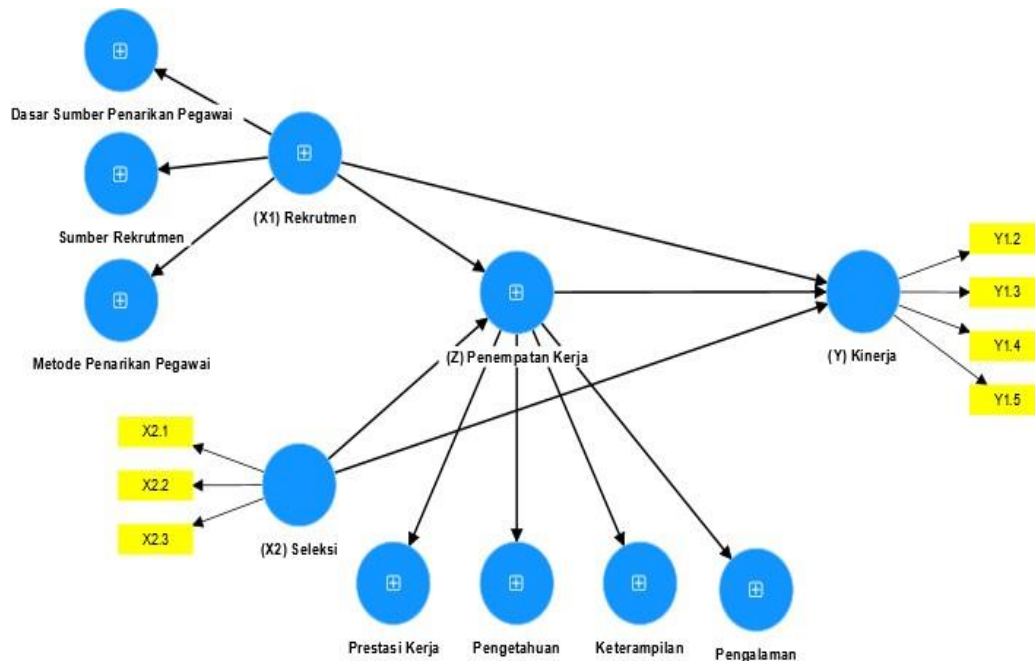 Dasar Sumber Penarikan Pegawai
(X1) Rekrutmen
Sumber Rekrutmen
Metode Penarikan Pegawai
Y1.2
Y1.3
Y1.4
Y1.5
(Z) Penempatan Kerja
(Y) Kinerja
X2.1
X2.2
X2.3
(X2) Seleksi
Prestasi Kerja
Pengetahuan
Keterampilan
Pengalaman